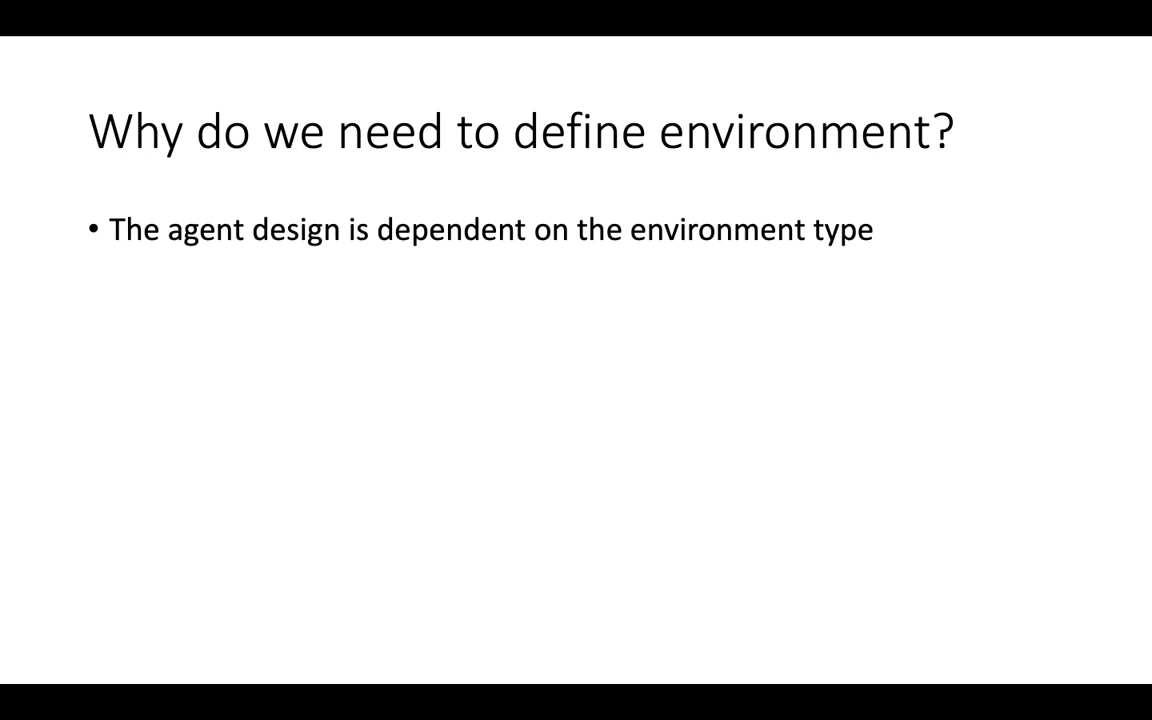 Why do we need to define environment?
• The agent design is dependent on the environment type